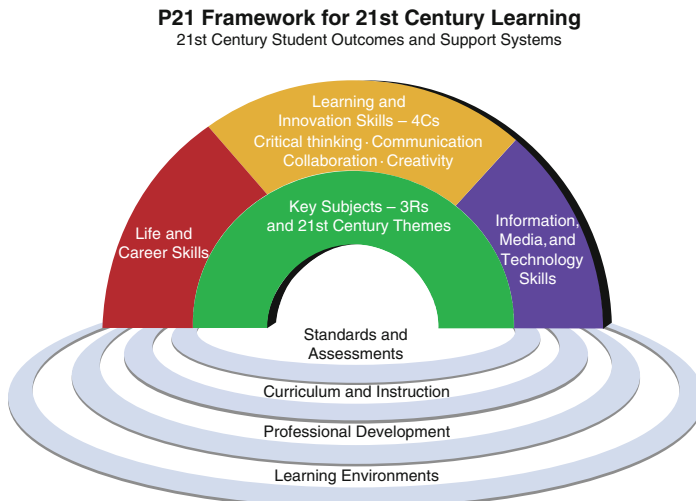 P21 Framework for 21st Century Learning
21st Century Student Outcomes and Support Systems
Learning and
Innovation Skills – 4Cs
Critical thinking · Communication
Collaboration · Creativity
Key Subjects – 3Rs
and 21st Century Themes
Life and
Career Skills
Information,
Media, and
Technology
Skills
Standards and
Assessments
Curriculum and Instruction
Professional Development
Learning Environments